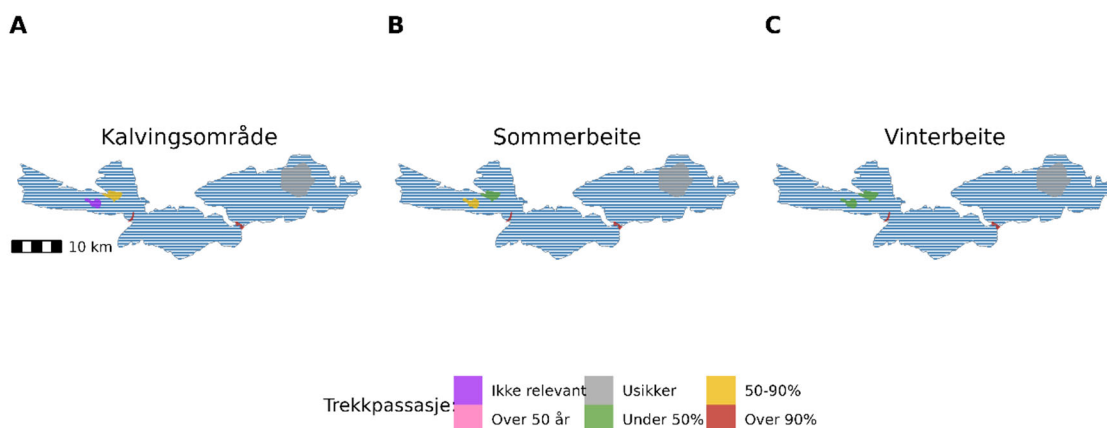 A B C
Kalvingsområde Sommerbeite Vinterbeite
10 km
Trekkpassasje:
Ikke relevant Usikker 50-90%
Over 50 år Under 50% Over 90%